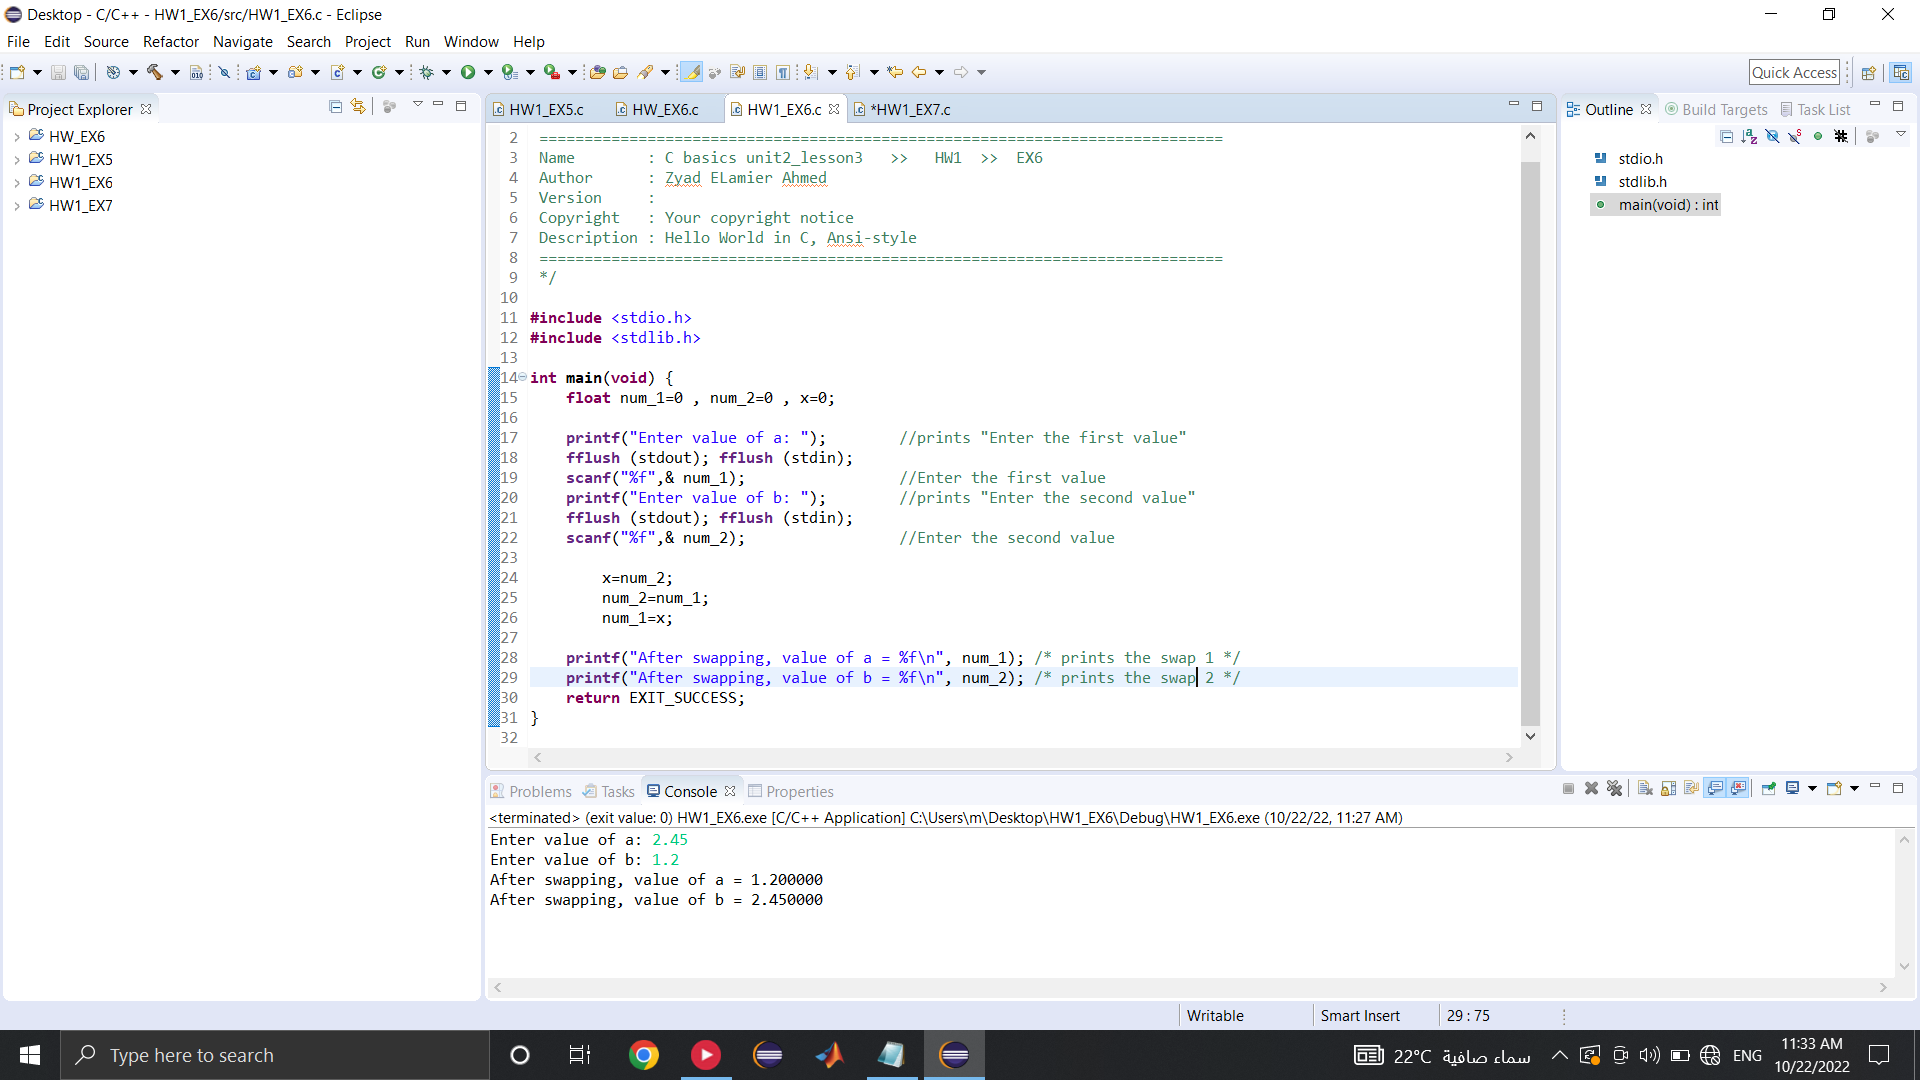 Desktop - C/C++ - HW1_EX6/src/HW1_EX6.c - Eclipse
File Edit Source Refactor Navigate Search Project Run Window Help
Quick Access
Project Explorer
HW_EX6
HW1_EX5
HW1_EX6
HW1_EX7
HW1_EX5.c HW_EX6.c HW1_EX6.c *HW1_EX7.c
2 ============================================================================
3 Name : C basics unit2_lesson3 >> HW1 >> EX6
4 Author : Zyad ELamier Ahmed
5 Version :
6 Copyright : Your copyright notice
7 Description : Hello World in C, Ansi-style
8 ============================================================================
9 */
10
11 #include <stdio.h>
12 #include <stdlib.h>
13
14 int main(void) {
15 float num_1=0 , num_2=0 , x=0;
16
17 printf("Enter value of a: "); //prints "Enter the first value"
18 fflush (stdout); fflush (stdin);
19 scanf("%f",& num_1); //Enter the first value
20 printf("Enter value of b: "); //prints "Enter the second value"
21 fflush (stdout); fflush (stdin);
22 scanf("%f",& num_2); //Enter the second value
23
24 x=num_2;
25 num_2=num_1;
26 num_1=x;
27
28 printf("After swapping, value of a = %f\n", num_1); /* prints the swap 1 */
29 printf("After swapping, value of b = %f\n", num_2); /* prints the swap 2 */
30 return EXIT_SUCCESS;
31 }
32
Outline Build Targets Task List
stdio.h
stdlib.h
main(void) : int
Problems Tasks Console Properties
<terminated> (exit value: 0) HW1_EX6.exe [C/C++ Application] C:\Users\m\Desktop\HW1_EX6\Debug\HW1_EX6.exe (10/22/22, 11:27 AM)
Enter value of a: 2.45
Enter value of b: 1.2
After swapping, value of a = 1.200000
After swapping, value of b = 2.450000
Writable Smart Insert 29 : 75
Type here to search
22°C سماء صافية ENG
11:33 AM
10/22/2022